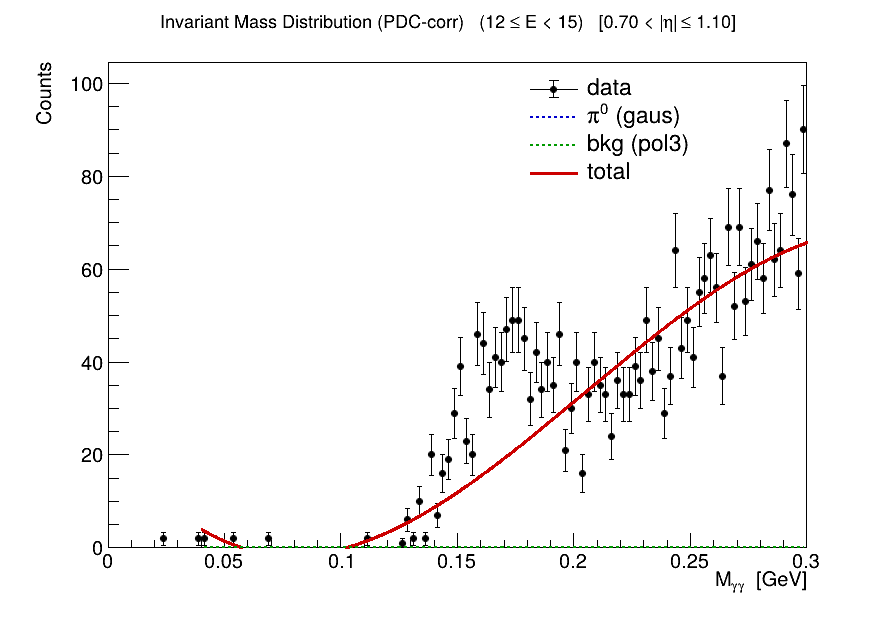 Invariant Mass Distribution (PDC-corr)   (12 ≤ E < 15)   [0.70 < |η| ≤ 1.10]
Counts
100
80
60
40
20
0
data
π⁰ (gaus)
bkg (pol3)
total
0 0.05 0.1 0.15 0.2 0.25 0.3
M_γγ [GeV]